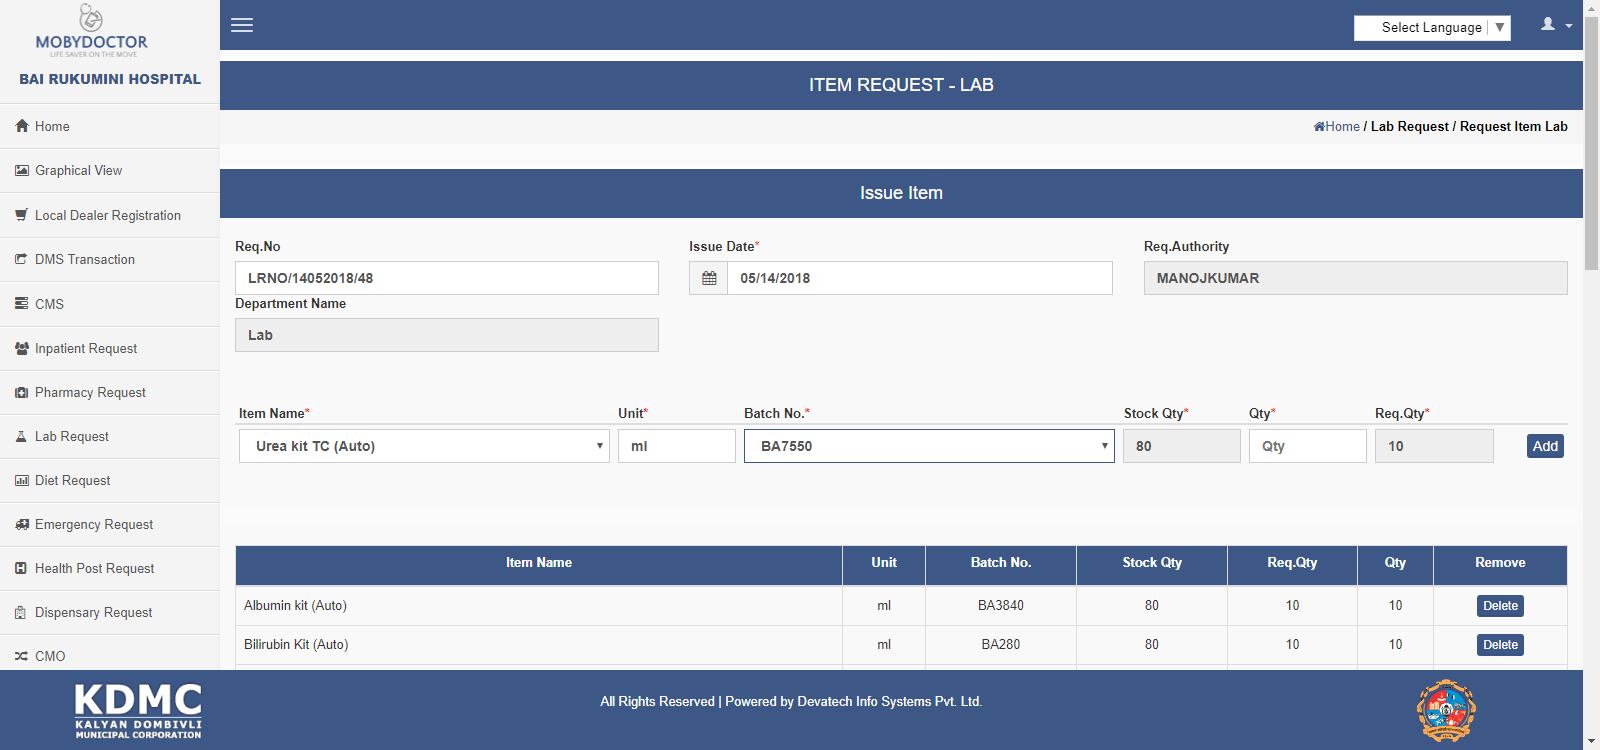 MOBYDOCTOR
LIFE SAVER ON THE MOVE
BAI RUKUMINI HOSPITAL
Home
Graphical View
Local Dealer Registration
DMS Transaction
CMS
Inpatient Request
Pharmacy Request
Lab Request
Diet Request
Emergency Request
Health Post Request
Dispensary Request
CMO
Select Language ▼
ITEM REQUEST - LAB
Home / Lab Request / Request Item Lab
Issue Item
Req.No Issue Date* Req.Authority
LRNO/14052018/48 05/14/2018 MANOJKUMAR
Department Name
Lab
Item Name* Unit* Batch No.* Stock Qty* Qty* Req.Qty*
Urea kit TC (Auto) ml BA7550 80 Qty 10 Add
Item Name Unit Batch No. Stock Qty Req.Qty Qty Remove
Albumin kit (Auto) ml BA3840 80 10 10 Delete
Bilirubin Kit (Auto) ml BA280 80 10 10 Delete
KDMC
KALYAN DOMBIVLI
MUNICIPAL CORPORATION
All Rights Reserved | Powered by Devatech Info Systems Pvt. Ltd.